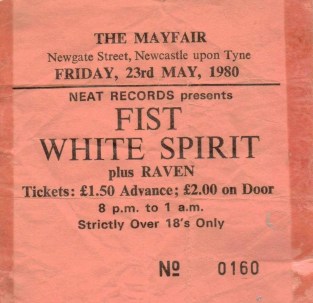 THE MAYFAIR
Newgate Street, Newcastle upon Tyne
FRIDAY, 23rd MAY, 1980
NEAT RECORDS presents
FIST
WHITE SPIRIT
plus RAVEN
Tickets: £1.50 Advance; £2.00 on Door
8 p.m. to 1 a.m.
Strictly Over 18's Only
No 0160